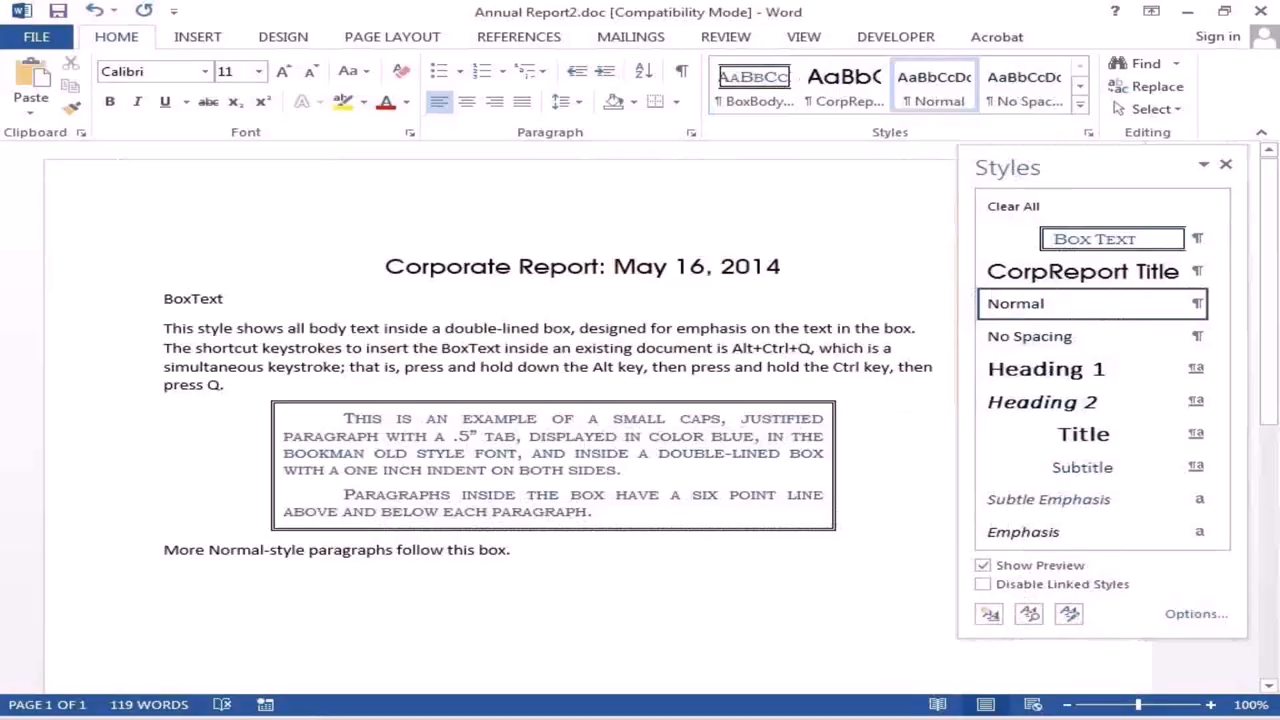 Annual Report2.doc [Compatibility Mode] - Word
FILE HOME INSERT DESIGN PAGE LAYOUT REFERENCES MAILINGS REVIEW VIEW DEVELOPER Acrobat Sign in
Paste
Clipboard
Calibri 11
Aa
B I U abc x₂ x² A A
Font
Paragraph
AaBbCc AaBbC AaBbCcDc AaBbCcDc
¶ BoxBody... ¶ CorpRep... ¶ Normal ¶ No Spac...
Styles
Find
Replace
Select
Editing
Corporate Report: May 16, 2014
BoxText
This style shows all body text inside a double-lined box, designed for emphasis on the text in the box.
The shortcut keystrokes to insert the BoxText inside an existing document is Alt+Ctrl+Q, which is a
simultaneous keystroke; that is, press and hold down the Alt key, then press and hold the Ctrl key, then
press Q.
THIS IS AN EXAMPLE OF A SMALL CAPS, JUSTIFIED
PARAGRAPH WITH A .5” TAB, DISPLAYED IN COLOR BLUE, IN THE
BOOKMAN OLD STYLE FONT, AND INSIDE A DOUBLE-LINED BOX
WITH A ONE INCH INDENT ON BOTH SIDES.
PARAGRAPHS INSIDE THE BOX HAVE A SIX POINT LINE
ABOVE AND BELOW EACH PARAGRAPH.
More Normal-style paragraphs follow this box.
Styles
Clear All
BOX TEXT ¶
CorpReport Title ¶
Normal ¶
No Spacing ¶
Heading 1 ¶a
Heading 2 ¶a
Title ¶a
Subtitle ¶a
Subtle Emphasis a
Emphasis a
Show Preview
Disable Linked Styles
Options...
PAGE 1 OF 1 119 WORDS 100%